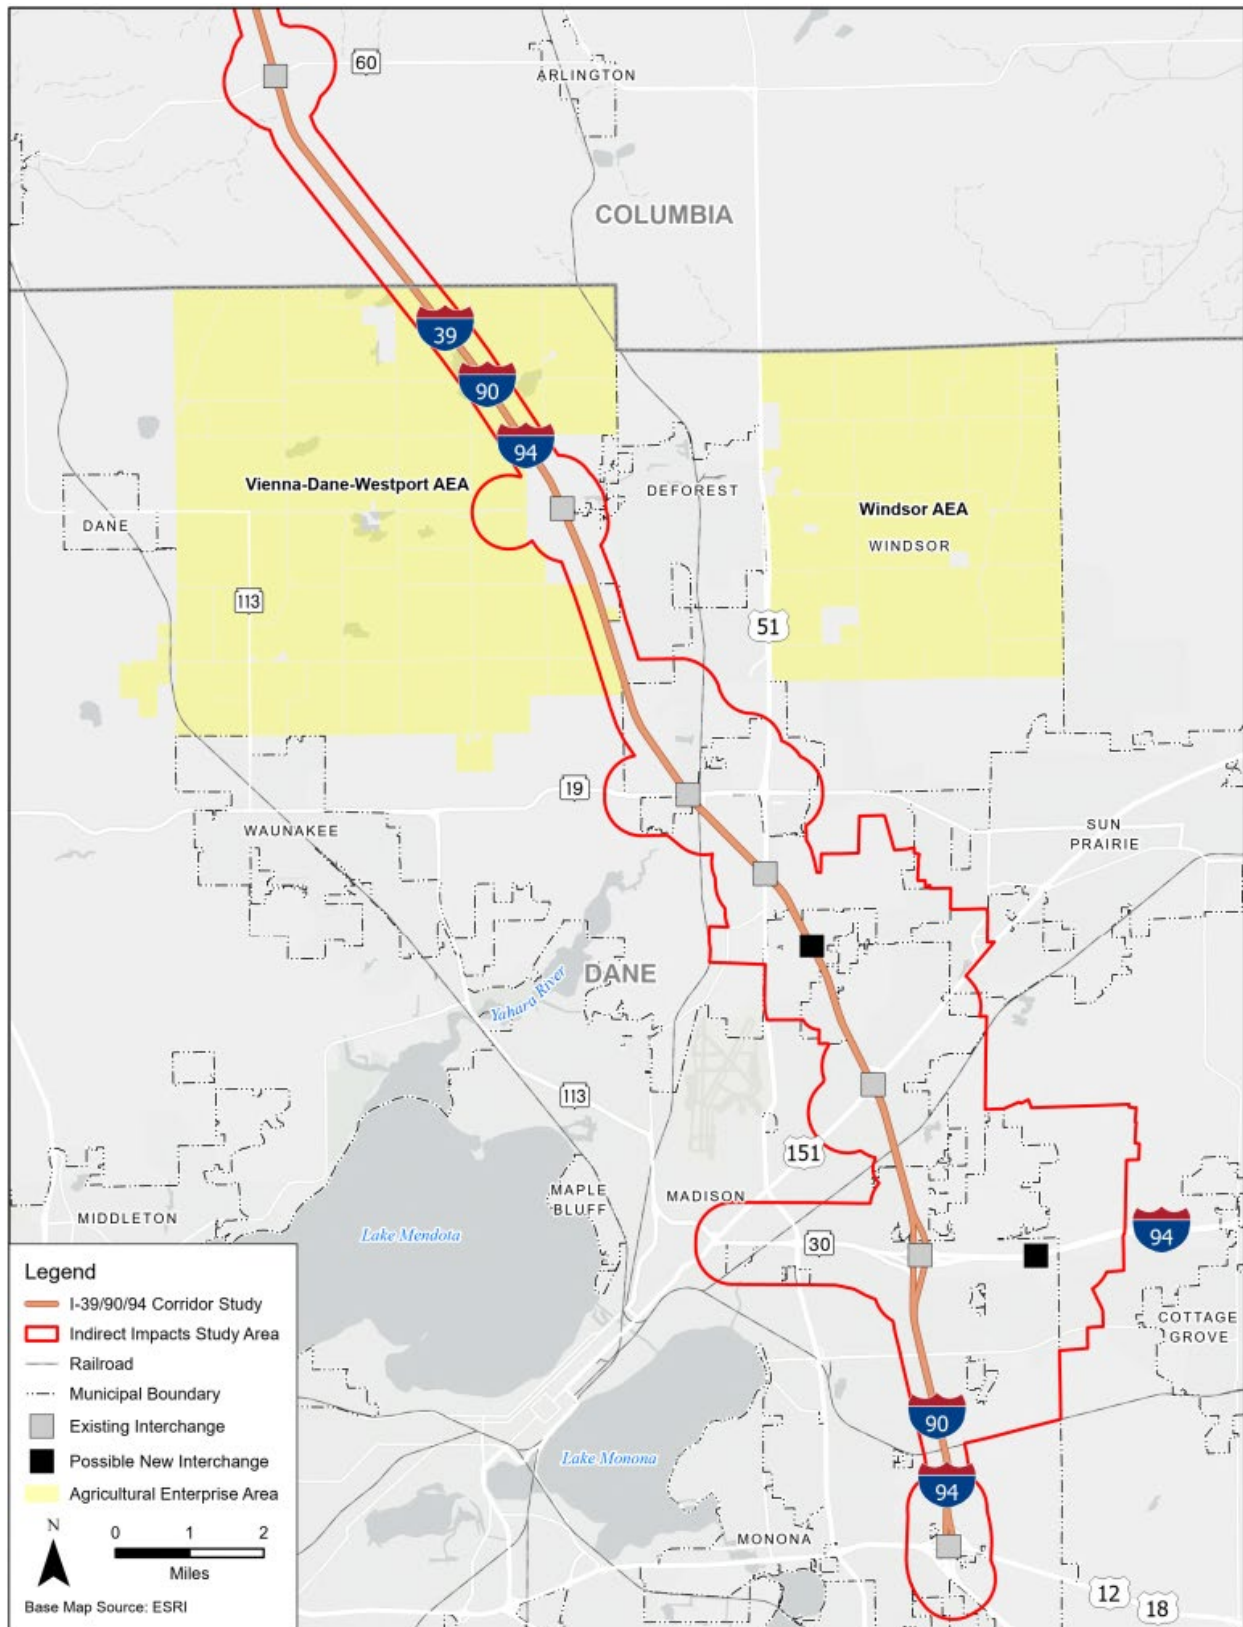 60
ARLINGTON
COLUMBIA
39
90
94
Vienna-Dane-Westport AEA
DEFOREST
Windsor AEA
DANE
WINDSOR
113
51
19
WAUNAKEE
SUN
PRAIRIE
DANE
Yahara River
113
151
MAPLE
BLUFF
MADISON
MIDDLETON
Lake Mendota
30
94
COTTAGE
GROVE
90
Lake Monona
94
MONONA
12
18
Legend
I-39/90/94 Corridor Study
Indirect Impacts Study Area
Railroad
Municipal Boundary
Existing Interchange
Possible New Interchange
Agricultural Enterprise Area
N
0 1 2
Miles
Base Map Source: ESRI